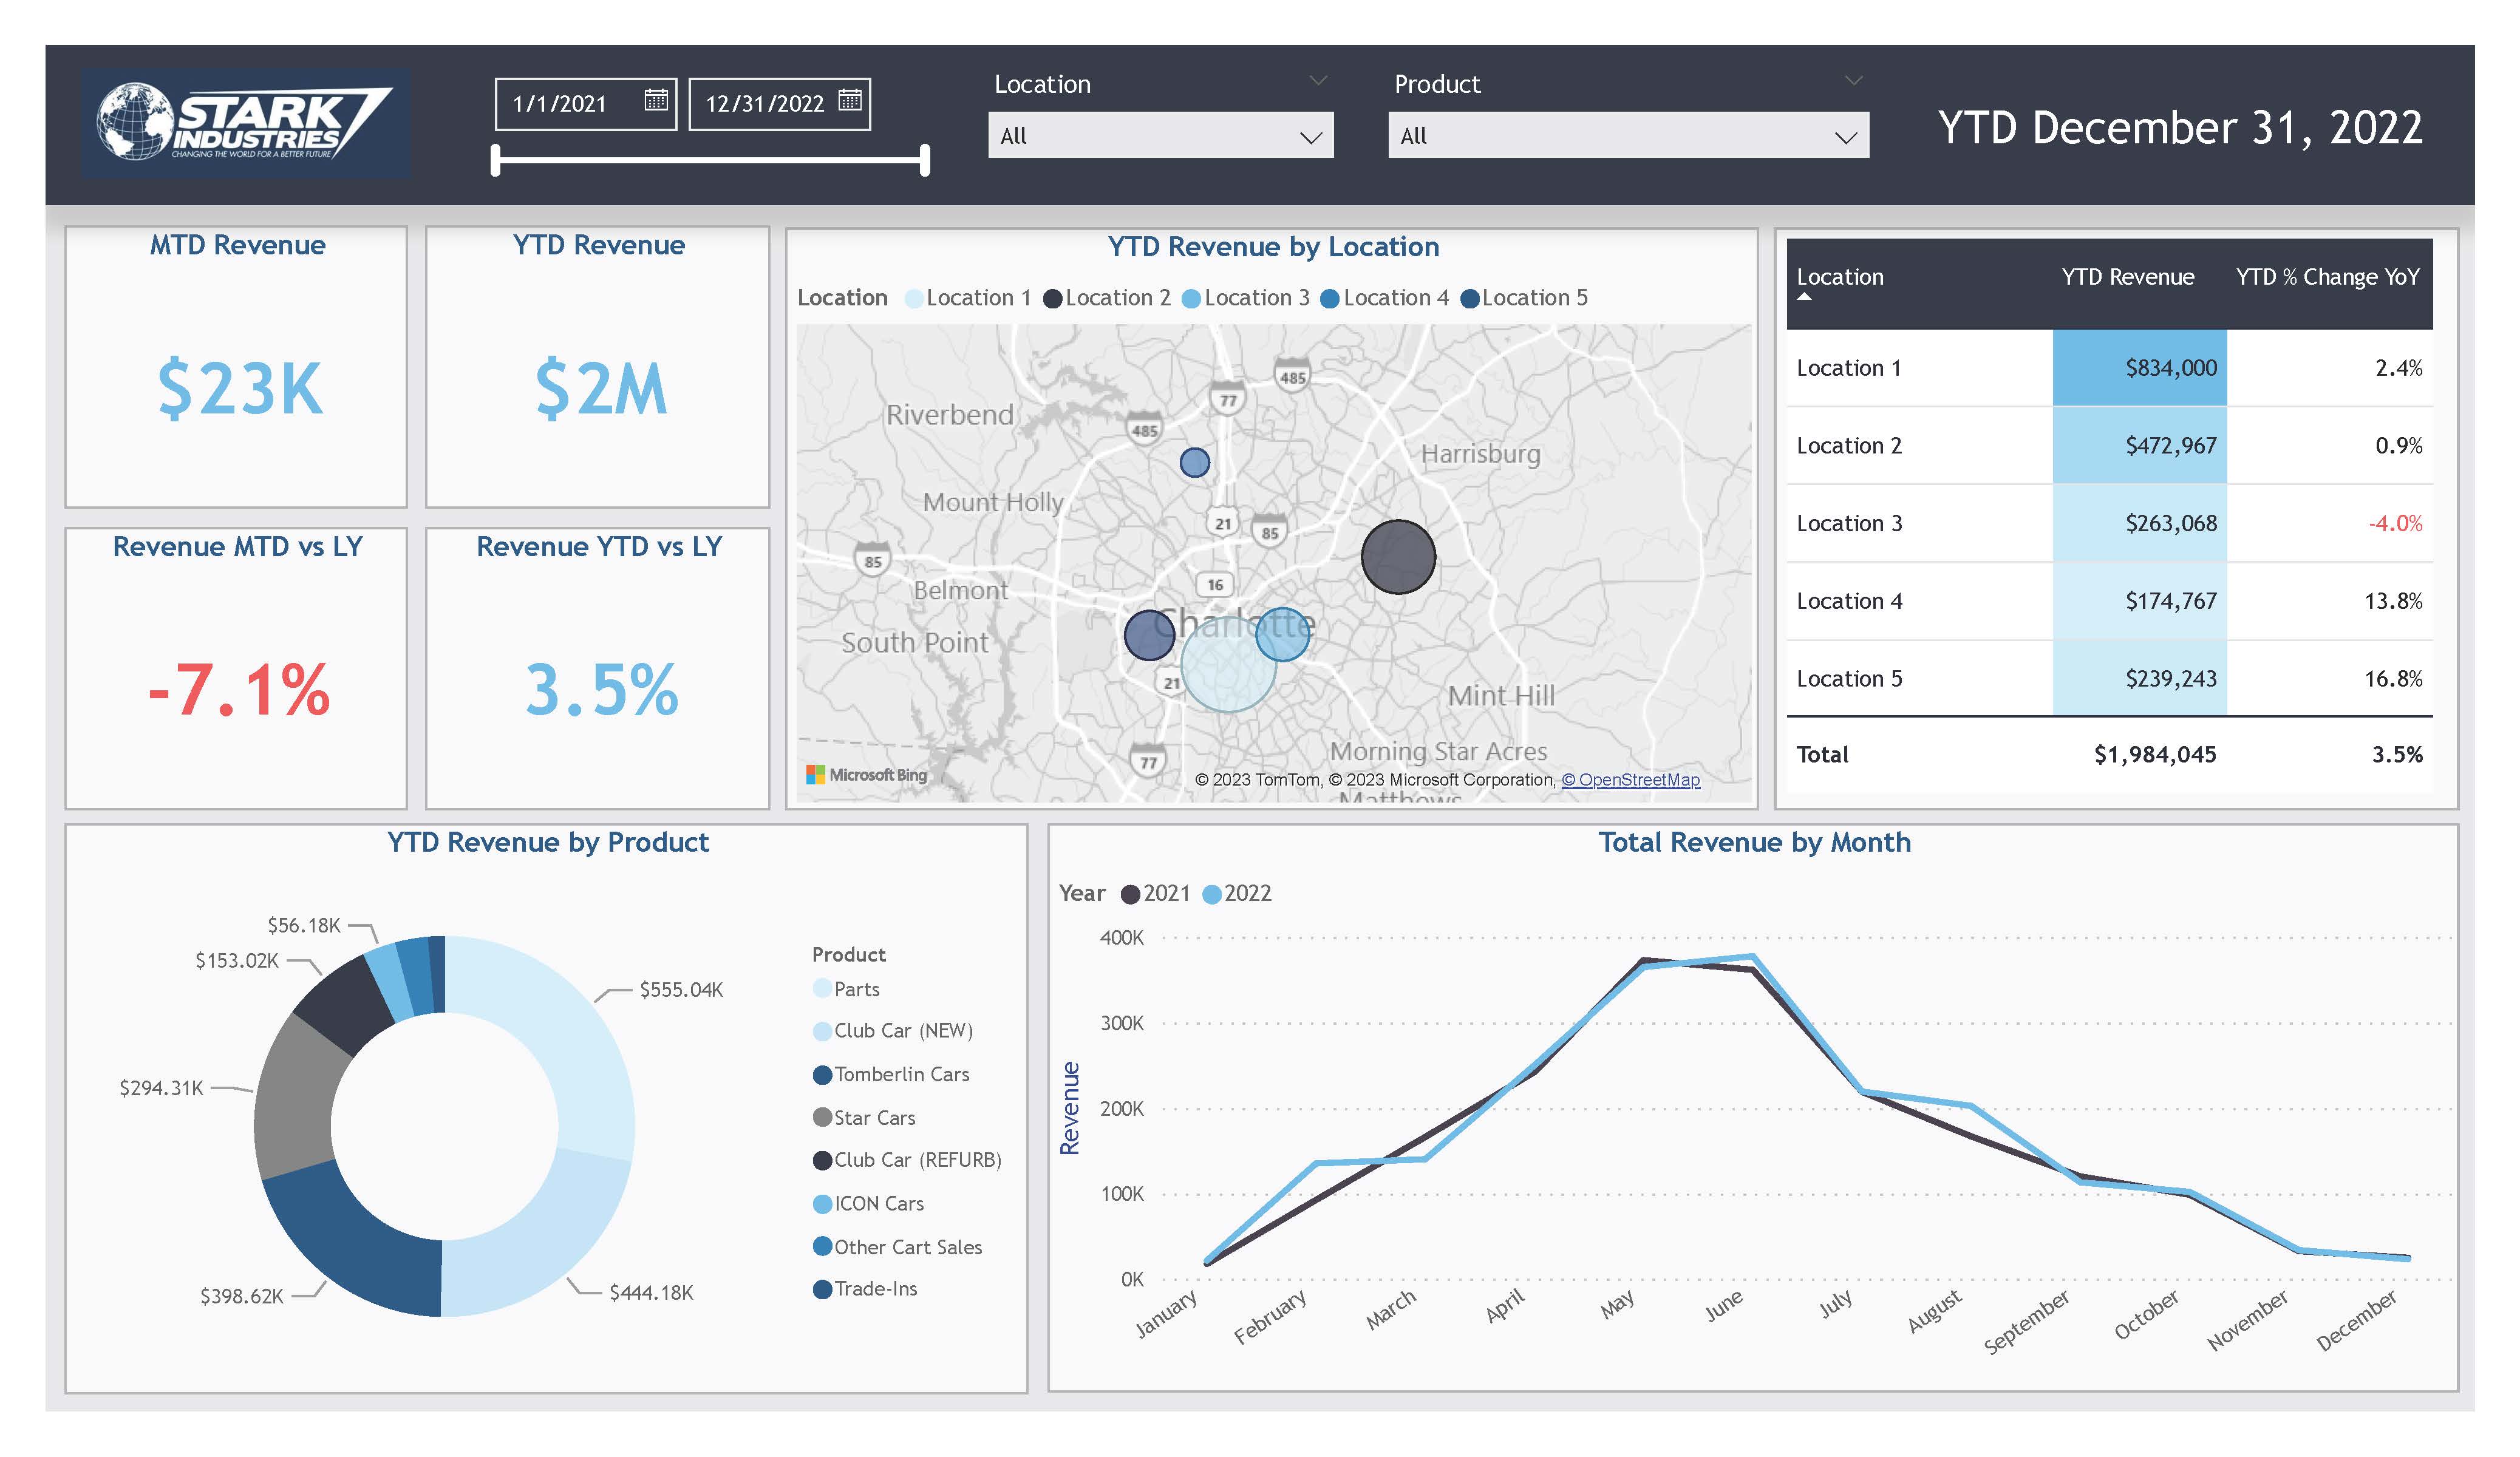 STARK
INDUSTRIES
CHANGING THE WORLD FOR A BETTER FUTURE
1/1/2021
12/31/2022
Location
All
Product
All
YTD December 31, 2022
MTD Revenue
$23K
YTD Revenue
$2M
Revenue MTD vs LY
-7.1%
Revenue YTD vs LY
3.5%
YTD Revenue by Location
Location Location 1 Location 2 Location 3 Location 4 Location 5
485
77
Riverbend
485
Harrisburg
Mount Holly
21
85
85
16
Belmont
Charlotte
South Point
21
Mint Hill
Morning Star Acres
77
Microsoft Bing
© 2023 TomTom, © 2023 Microsoft Corporation, © OpenStreetMap
Matthews
Location YTD Revenue YTD % Change YoY
Location 1 $834,000 2.4%
Location 2 $472,967 0.9%
Location 3 $263,068 -4.0%
Location 4 $174,767 13.8%
Location 5 $239,243 16.8%
Total $1,984,045 3.5%
YTD Revenue by Product
$56.18K
$153.02K
$555.04K
$294.31K
$398.62K
$444.18K
Product
Parts
Club Car (NEW)
Tomberlin Cars
Star Cars
Club Car (REFURB)
ICON Cars
Other Cart Sales
Trade-Ins
Total Revenue by Month
Year 2021 2022
Revenue
400K
300K
200K
100K
0K
January February March April May June July August September October November December